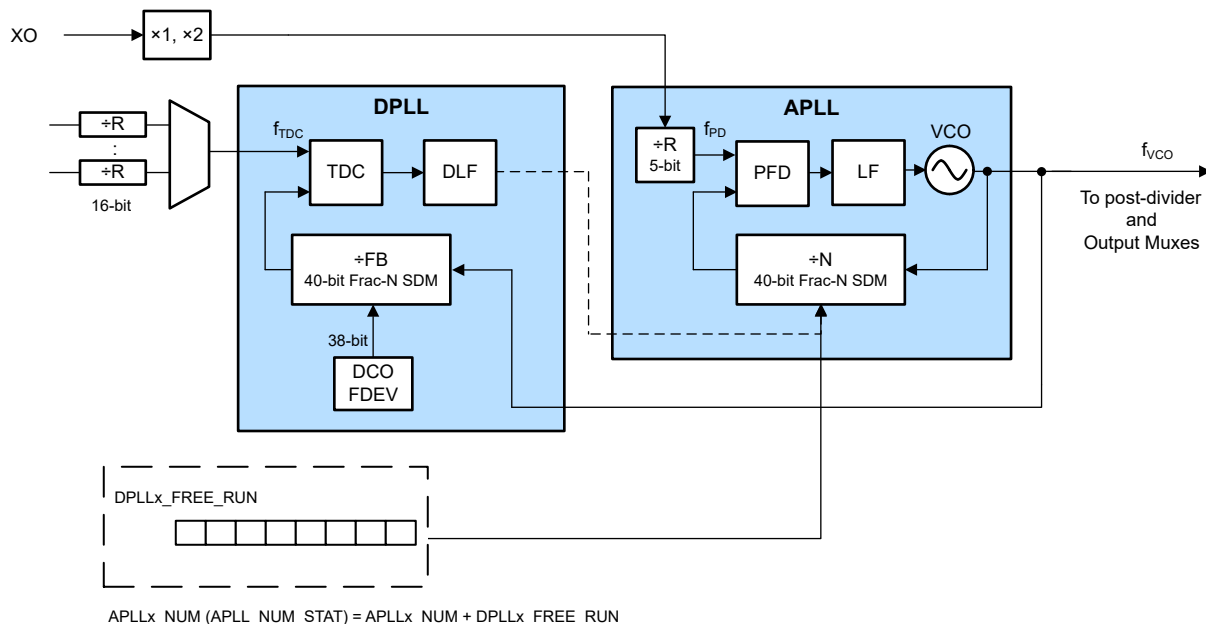 XO
×1, ×2
÷R
:
÷R
16-bit
DPLL
fTDC
TDC
DLF
÷FB
40-bit Frac-N SDM
38-bit
DCO
FDEV
APLL
÷R
5-bit
fPD
PFD
LF
VCO
÷N
40-bit Frac-N SDM
fVCO
To post-divider
and
Output Muxes
DPLLx_FREE_RUN
APLLx_NUM (APLL_NUM_STAT) = APLLx_NUM + DPLLx_FREE_RUN